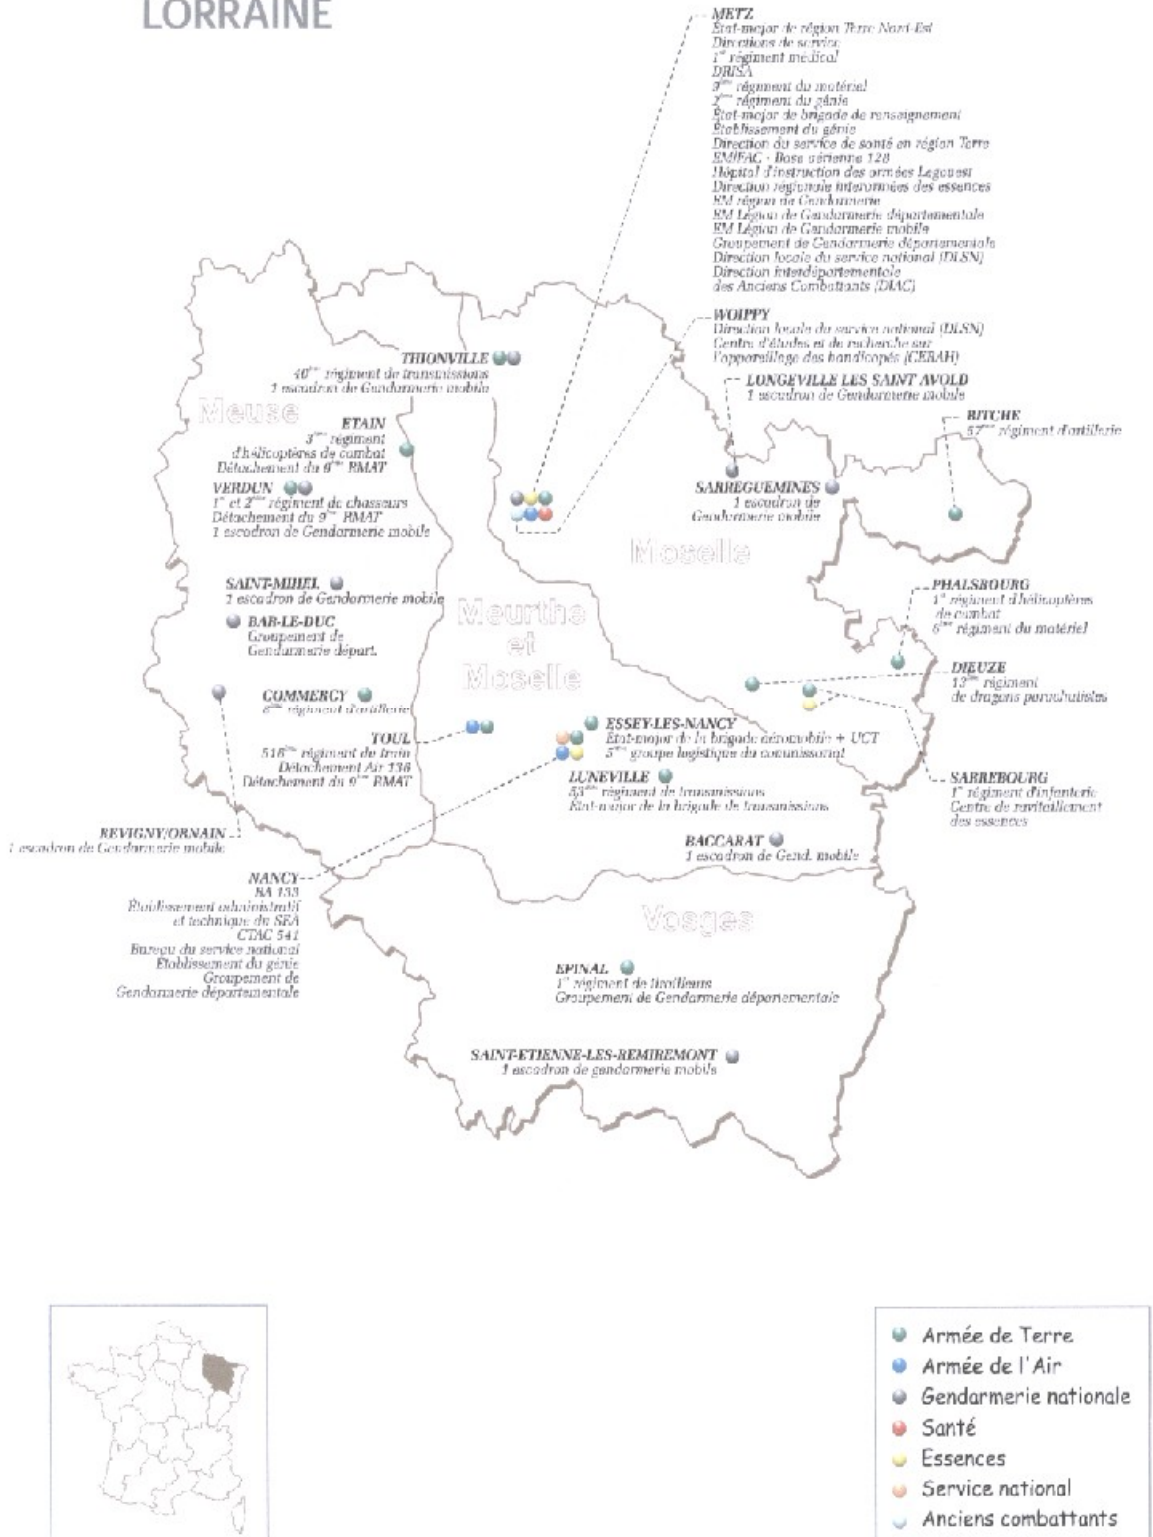 LORRAINE
METZ
État-major de région Terre Nord-Est
Directions de service
1er régiment médical
DRISA
9ème régiment du matériel
2ème régiment du génie
État-major de brigade de renseignement
Établissement du génie
Direction du service de santé en région Terre
EMIFAC - Base aérienne 128
Hôpital d'instruction des armées Legouest
Direction régionale interarmées des essences
EM région de Gendarmerie
EM Légion de Gendarmerie départementale
EM Légion de Gendarmerie mobile
Groupement de Gendarmerie départementale
Direction locale du service national (DLSN)
Direction interdépartementale
des Anciens Combattants (DIAC)
WOIPPY
Direction locale du service national (DLSN)
Centre d'études et de recherche sur
l'appareillage des handicapés (CERAH)
THIONVILLE
40ème régiment de transmissions
1 escadron de Gendarmerie mobile
LONGEVILLE LES SAINT AVOLD
1 escadron de Gendarmerie mobile
BITCHE
57ème régiment d'artillerie
Meuse
ETAIN
3ème régiment
d'hélicoptères de combat
Détachement du 9ème RMAT
VERDUN
1er et 2ème régiment de chasseurs
Détachement du 9ème RMAT
1 escadron de Gendarmerie mobile
SARREGUEMINES
1 escadron de
Gendarmerie mobile
Moselle
SAINT-MIHIEL
1 escadron de Gendarmerie mobile
BAR-LE-DUC
Groupement de
Gendarmerie départ.
Meurthe
et
Moselle
PHALSBOURG
1er régiment d'hélicoptères
de combat
6ème régiment du matériel
DIEUZE
13ème régiment
de dragons parachutistes
COMMERCY
8ème régiment d'artillerie
TOUL
516ème régiment de train
Détachement Air 136
Détachement du 9ème RMAT
ESSEY-LES-NANCY
État-major de la brigade aéromobile + UCT
5ème groupe logistique du commissariat
LUNEVILLE
53ème régiment de transmissions
État-major de la brigade de transmissions
SARREBOURG
1er régiment d'infanterie
Centre de ravitaillement
des essences
REVIGNY/ORNAIN
1 escadron de Gendarmerie mobile
BACCARAT
1 escadron de Gend. mobile
NANCY
BA 133
Établissement administratif
et technique du SEA
CTAC 541
Bureau du service national
Etablissement du génie
Groupement de
Gendarmerie départementale
Vosges
EPINAL
1er régiment de tirailleurs
Groupement de Gendarmerie départementale
SAINT-ETIENNE-LES-REMIREMONT
1 escadron de gendarmerie mobile
Armée de Terre
Armée de l'Air
Gendarmerie nationale
Santé
Essences
Service national
Anciens combattants